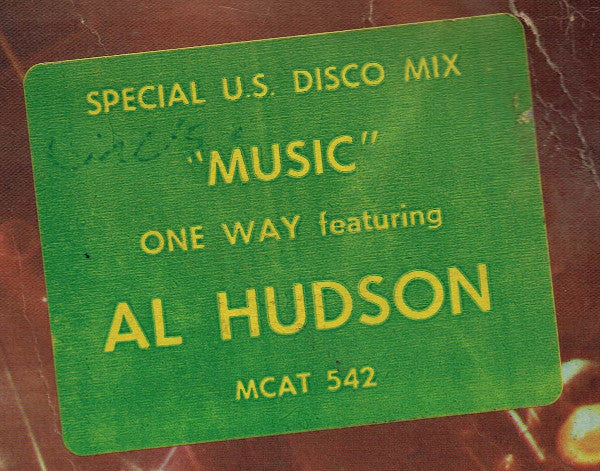 SPECIAL U.S. DISCO MIX
"MUSIC"
ONE WAY featuring
AL HUDSON
MCAT 542